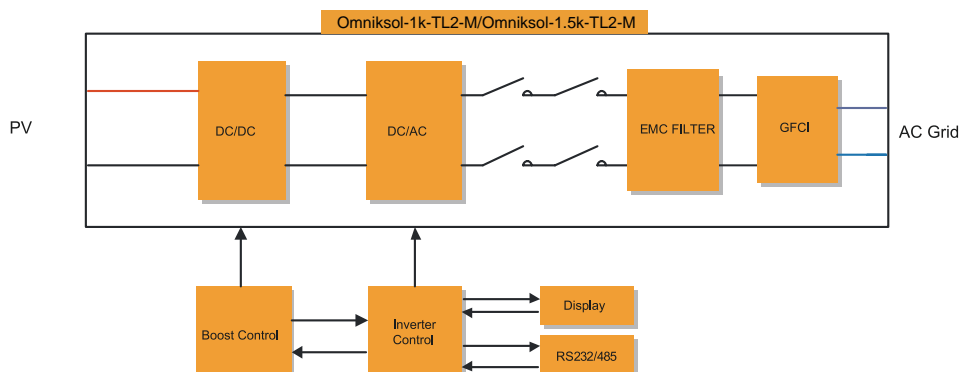 Omniksol-1k-TL2-M/Omniksol-1.5k-TL2-M
PV
DC/DC
DC/AC
EMC FILTER
GFCI
AC Grid
Boost Control
Inverter
Control
Display
RS232/485